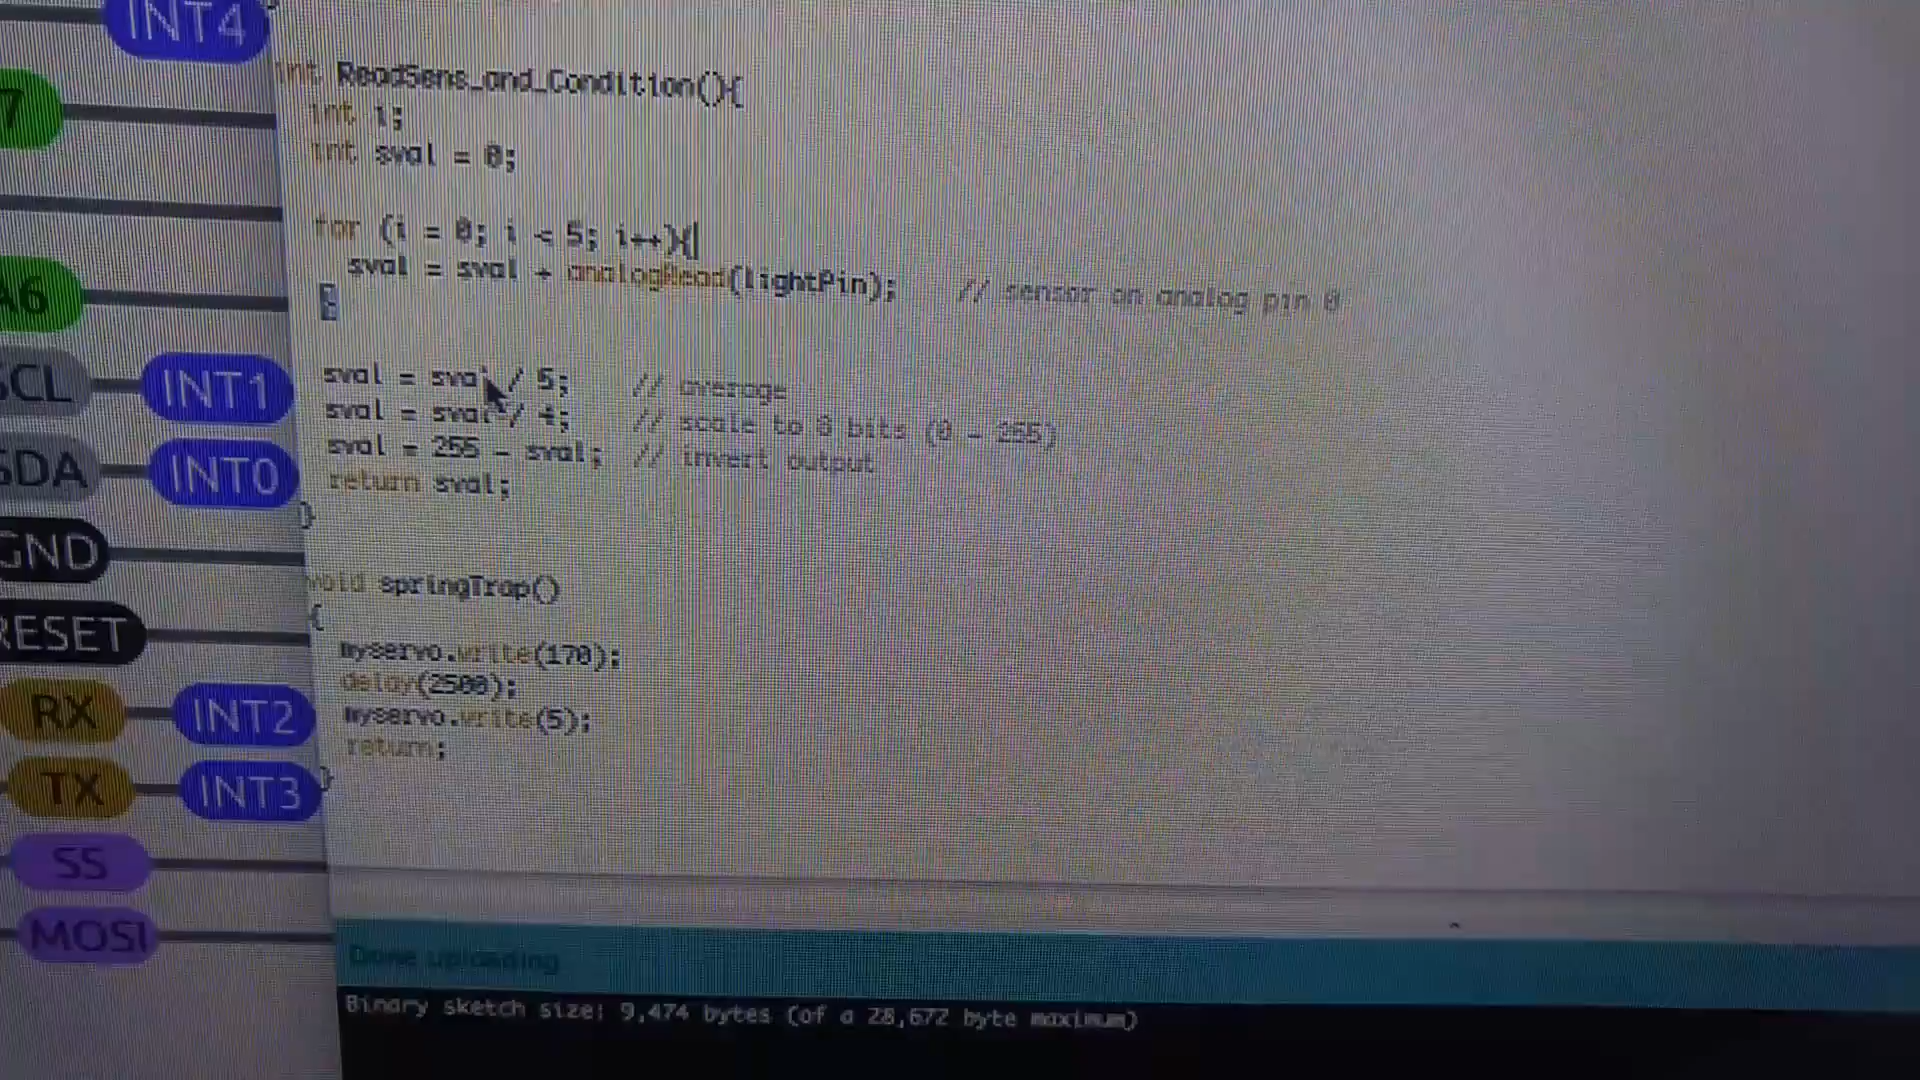 INT4
int ReadSens_and_Condition(){
7
int i;
int sval = 0;
for (i = 0; i < 5; i++){
sval = sval + analogRead(lightPin); // sensor on analog pin 0
A6
}
SCL INT1
sval = sval / 5; // average
sval = sval / 4; // scale to 8 bits (0 - 255)
sval = 255 - sval; // invert output
SDA INT0
return sval;
}
GND
void springTrap()
{
RESET
myservo.write(170);
delay(2500);
RX INT2
myservo.write(5);
return;
}
TX INT3
SS
MOSI
Done uploading
Binary sketch size: 9,474 bytes (of a 28,672 byte maximum)